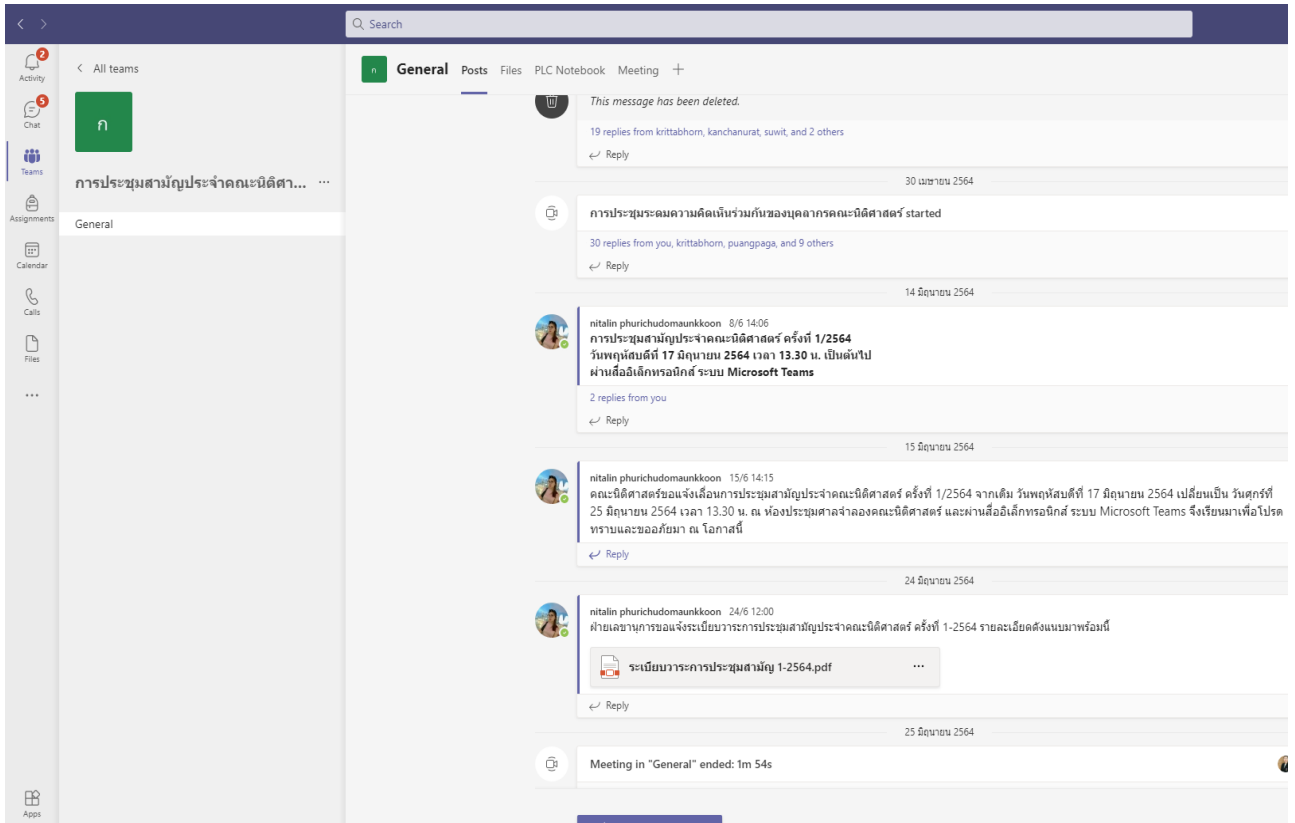 Search
2
Activity
5
Chat
Teams
Assignments
Calendar
Calls
Files
Apps
All teams
ก
การประชุมสามัญประจำคณะนิติศา... ...
General
ก General Posts Files PLC Notebook Meeting
This message has been deleted.
19 replies from krittabhorn, kanchanurat, suwit, and 2 others
Reply
30 เมษายน 2564
การประชุมระดมความคิดเห็นร่วมกันของบุคลากรคณะนิติศาสตร์ started
30 replies from you, krittabhorn, puangpaga, and 9 others
Reply
14 มิถุนายน 2564
nitalin phurichudomaunkkoon 8/6 14:06
การประชุมสามัญประจำคณะนิติศาสตร์ ครั้งที่ 1/2564
วันพฤหัสบดีที่ 17 มิถุนายน 2564 เวลา 13.30 น. เป็นต้นไป
ผ่านสื่ออิเล็กทรอนิกส์ ระบบ Microsoft Teams
2 replies from you
Reply
15 มิถุนายน 2564
nitalin phurichudomaunkkoon 15/6 14:15
คณะนิติศาสตร์ขอแจ้งเลื่อนการประชุมสามัญประจำคณะนิติศาสตร์ ครั้งที่ 1/2564 จากเดิม วันพฤหัสบดีที่ 17 มิถุนายน 2564 เปลี่ยนเป็น วันศุกร์ที่
25 มิถุนายน 2564 เวลา 13.30 น. ณ ห้องประชุมศาลจำลองคณะนิติศาสตร์ และผ่านสื่ออิเล็กทรอนิกส์ ระบบ Microsoft Teams จึงเรียนมาเพื่อโปรด
ทราบและขออภัยมา ณ โอกาสนี้
Reply
24 มิถุนายน 2564
nitalin phurichudomaunkkoon 24/6 12:00
ฝ่ายเลขานุการขอแจ้งระเบียบวาระการประชุมสามัญประจำคณะนิติศาสตร์ ครั้งที่ 1-2564 รายละเอียดดังแนบมาพร้อมนี้
ระเบียบวาระการประชุมสามัญ 1-2564.pdf ...
Reply
25 มิถุนายน 2564
Meeting in "General" ended: 1m 54s